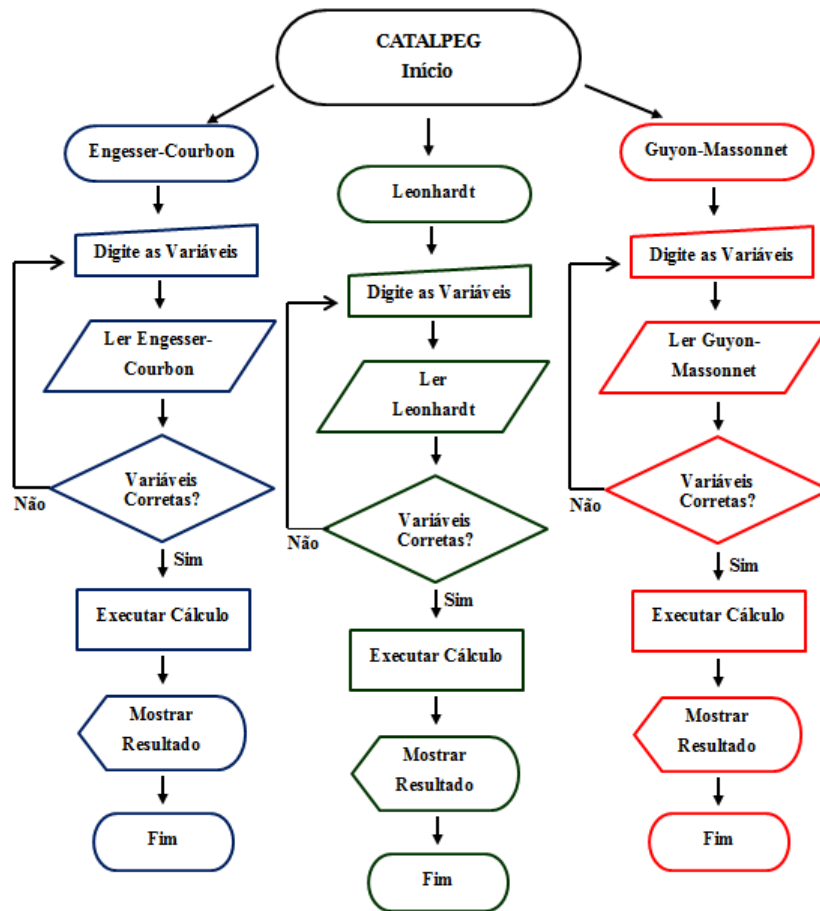 CATALPEG
Início
Engesser-Courbon
Digite as Variáveis
Ler Engesser-
Courbon
Variáveis
Corretas?
Não
Sim
Executar Cálculo
Mostrar
Resultado
Fim
Leonhardt
Digite as Variáveis
Ler
Leonhardt
Variáveis
Corretas?
Não
Sim
Executar Cálculo
Mostrar
Resultado
Fim
Guyon-Massonnet
Digite as Variáveis
Ler Guyon-
Massonnet
Variáveis
Corretas?
Não
Sim
Executar Cálculo
Mostrar
Resultado
Fim